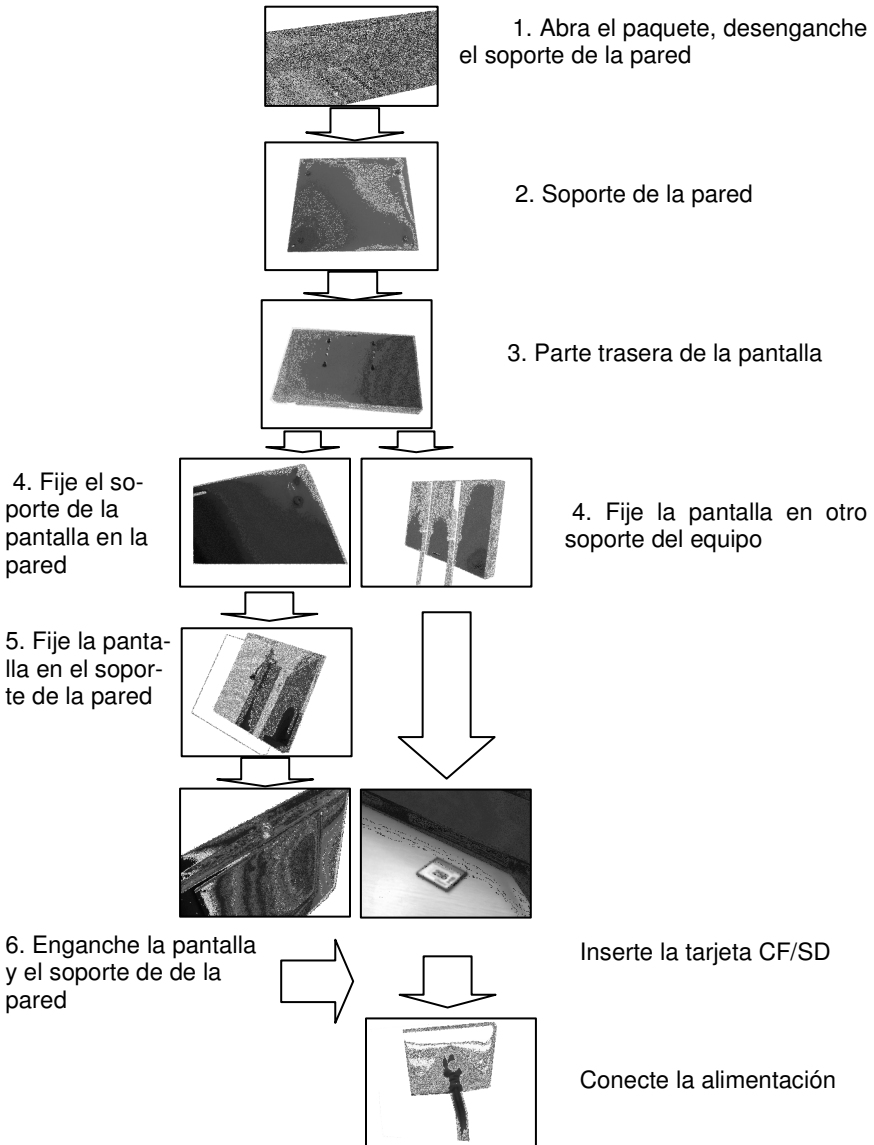 1. Abra el paquete, desenganche
el soporte de la pared
2. Soporte de la pared
3. Parte trasera de la pantalla
4. Fije el so-
porte de la
pantalla en la
pared
4. Fije la pantalla en otro
soporte del equipo
5. Fije la panta-
lla en el sopor-
te de la pared
6. Enganche la pantalla
y el soporte de de la
pared
Inserte la tarjeta CF/SD
Conecte la alimentación